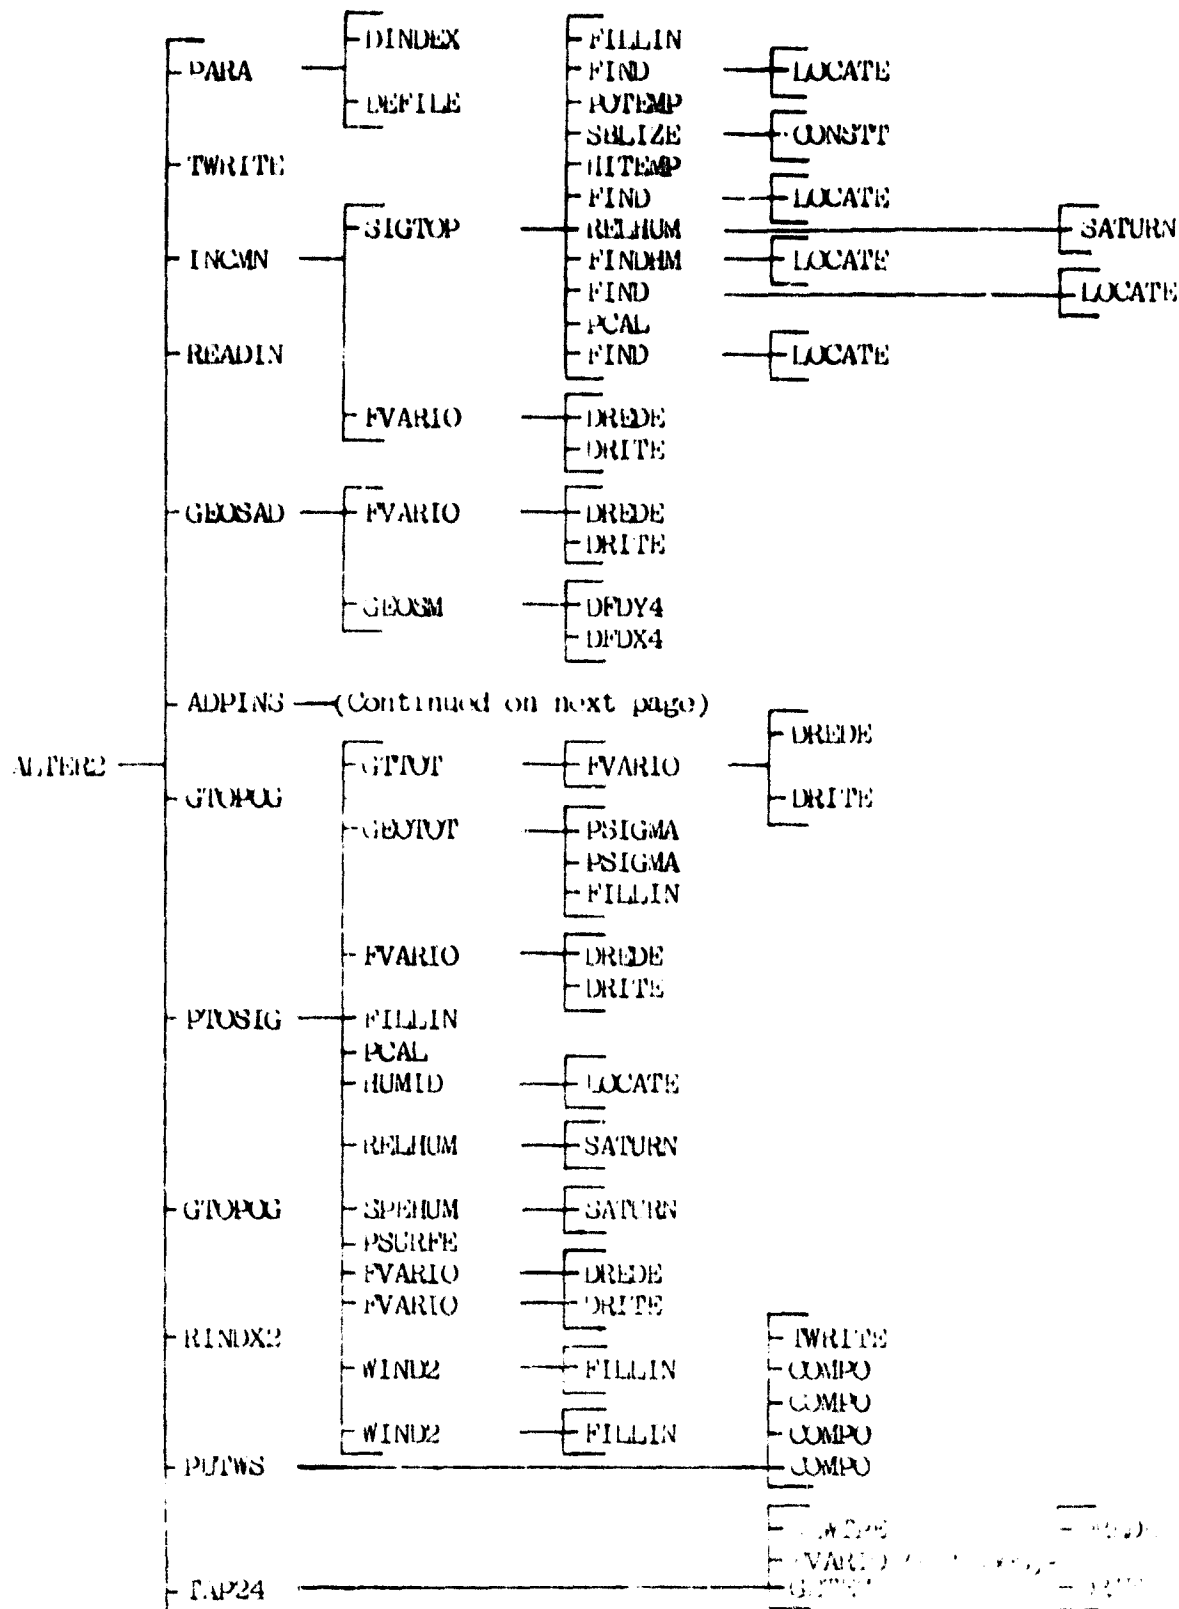 DINDEX FILLIN
PARA FIND LOCATE
DEFILE POTEMP
SBLIZE CONSTT
TWRITE HITEMP
FIND LOCATE
SIGTOP RELHUM SATURN
INCMN FINDHM LOCATE
FIND LOCATE
PCAL
READIN FIND LOCATE
FVARIO DREDE
DRITE
GEOSAD FVARIO DREDE
DRITE
GEOSM DFDY4
DFDX4
ADPINS (Continued on next page)
DREDE
ALTER2 GTTOT FVARIO
GTOPOG DRITE
GEOTOT PSIGMA
PSIGMA
FILLIN
FVARIO DREDE
DRITE
PTOSIG FILLIN
PCAL
HUMID LOCATE
RELHUM SATURN
GTOPOG SPEHUM SATURN
PSURFE
FVARIO DREDE
FVARIO DRITE
RINDX2 TWRITE
WIND2 FILLIN COMPO
COMPO
WIND2 FILLIN COMPO
PUTWS COMPO
TAP24